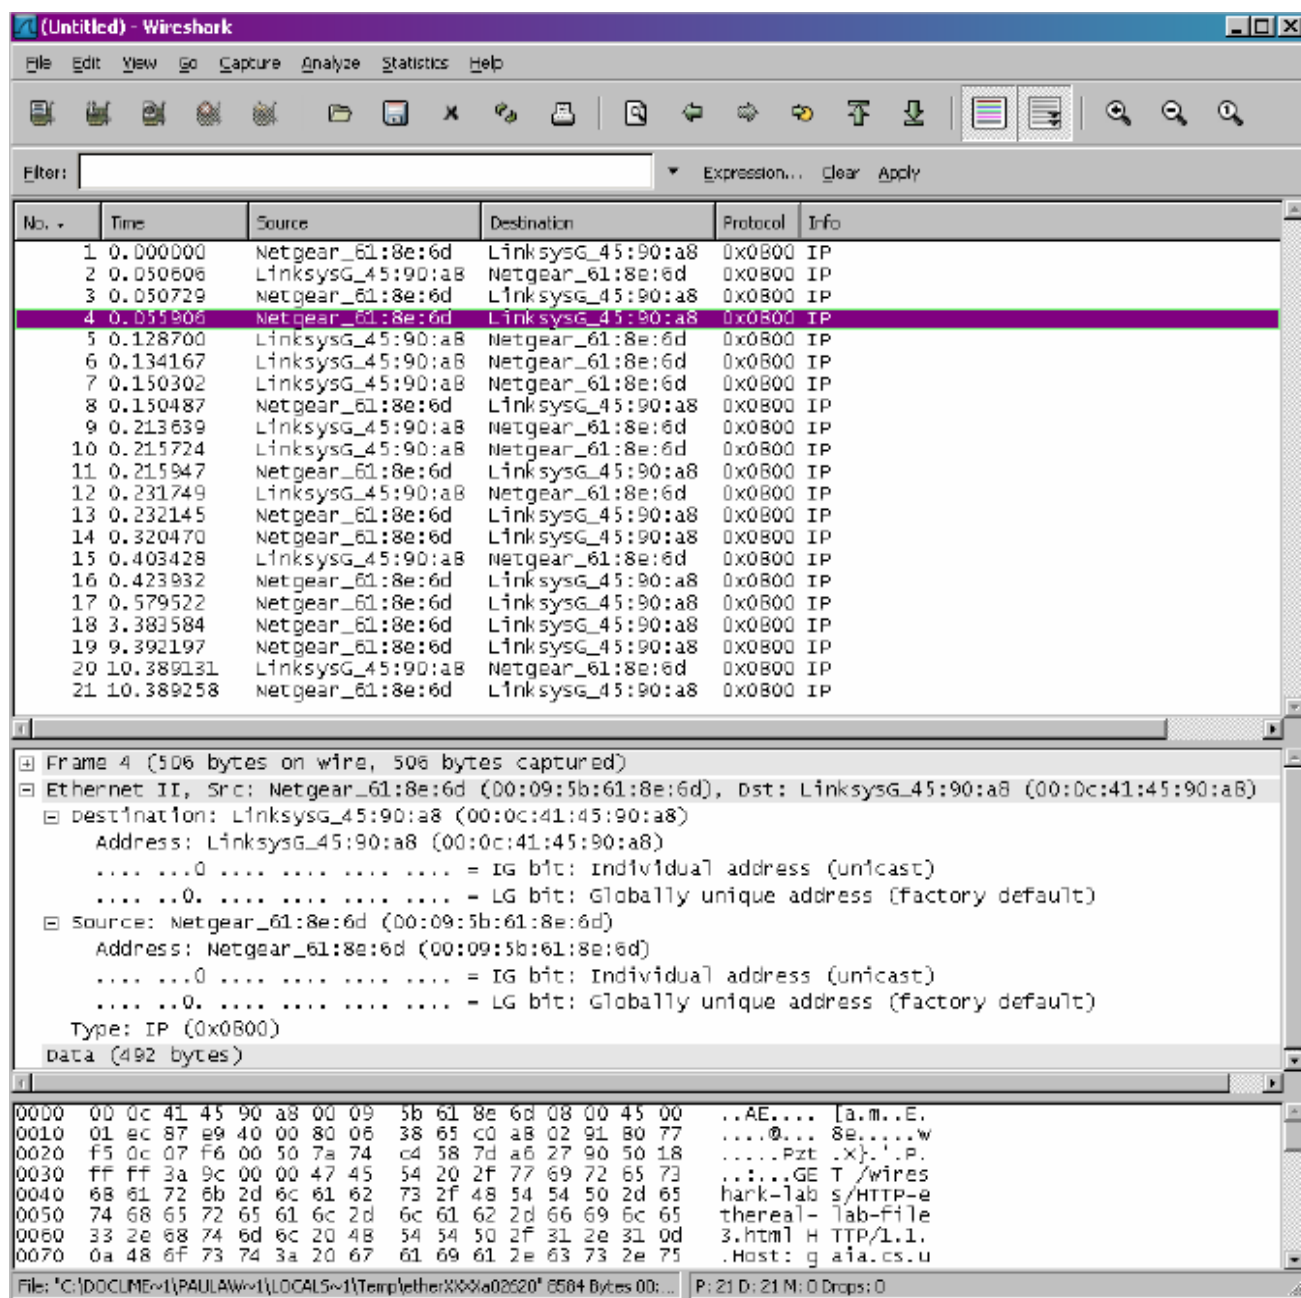 (Untitled) - Wireshark
File Edit View Go Capture Analyze Statistics Help
Filter: Expression... Clear Apply
No. Time Source Destination Protocol Info
1 0.000000 Netgear_61:8e:6d LinksysG_45:90:a8 0x0800 IP
2 0.050606 LinksysG_45:90:a8 Netgear_61:8e:6d 0x0800 IP
3 0.050729 Netgear_61:8e:6d LinksysG_45:90:a8 0x0800 IP
4 0.055906 Netgear_61:8e:6d LinksysG_45:90:a8 0x0800 IP
5 0.128700 LinksysG_45:90:a8 Netgear_61:8e:6d 0x0800 IP
6 0.134167 LinksysG_45:90:a8 Netgear_61:8e:6d 0x0800 IP
7 0.150302 LinksysG_45:90:a8 Netgear_61:8e:6d 0x0800 IP
8 0.150487 Netgear_61:8e:6d LinksysG_45:90:a8 0x0800 IP
9 0.213639 LinksysG_45:90:a8 Netgear_61:8e:6d 0x0800 IP
10 0.215724 LinksysG_45:90:a8 Netgear_61:8e:6d 0x0800 IP
11 0.215947 Netgear_61:8e:6d LinksysG_45:90:a8 0x0800 IP
12 0.231749 LinksysG_45:90:a8 Netgear_61:8e:6d 0x0800 IP
13 0.232145 Netgear_61:8e:6d LinksysG_45:90:a8 0x0800 IP
14 0.320470 Netgear_61:8e:6d LinksysG_45:90:a8 0x0800 IP
15 0.403428 LinksysG_45:90:a8 Netgear_61:8e:6d 0x0800 IP
16 0.423932 Netgear_61:8e:6d LinksysG_45:90:a8 0x0800 IP
17 0.579522 Netgear_61:8e:6d LinksysG_45:90:a8 0x0800 IP
18 3.383584 Netgear_61:8e:6d LinksysG_45:90:a8 0x0800 IP
19 9.392197 Netgear_61:8e:6d LinksysG_45:90:a8 0x0800 IP
20 10.389131 LinksysG_45:90:a8 Netgear_61:8e:6d 0x0800 IP
21 10.389258 Netgear_61:8e:6d LinksysG_45:90:a8 0x0800 IP
Frame 4 (506 bytes on wire, 506 bytes captured)
Ethernet II, Src: Netgear_61:8e:6d (00:09:5b:61:8e:6d), Dst: LinksysG_45:90:a8 (00:0c:41:45:90:a8)
Destination: LinksysG_45:90:a8 (00:0c:41:45:90:a8)
Address: LinksysG_45:90:a8 (00:0c:41:45:90:a8)
.... ...0 .... .... .... .... = IG bit: Individual address (unicast)
.... ..0. .... .... .... .... = LG bit: Globally unique address (factory default)
Source: Netgear_61:8e:6d (00:09:5b:61:8e:6d)
Address: Netgear_61:8e:6d (00:09:5b:61:8e:6d)
.... ...0 .... .... .... .... = IG bit: Individual address (unicast)
.... ..0. .... .... .... .... = LG bit: Globally unique address (factory default)
Type: IP (0x0800)
Data (492 bytes)
0000 00 0c 41 45 90 a8 00 09 5b 61 8e 6d 08 00 45 00 ..AE.... [a.m..E.
0010 01 ec 87 e9 40 00 80 06 38 65 c0 a8 02 91 80 77 ....@... 8e.....w
0020 f5 0c 07 f6 00 50 7a 74 c4 58 7d a6 27 90 50 18 .....Pzt .X}.'.P.
0030 ff ff 3a 9c 00 00 47 45 54 20 2f 77 69 72 65 73 ..:...GE T /wires
0040 68 61 72 6b 2d 6c 61 62 73 2f 48 54 54 50 2d 65 hark-lab s/HTTP-e
0050 74 68 65 72 65 61 6c 2d 6c 61 62 2d 66 69 6c 65 thereal- lab-file
0060 33 2e 68 74 6d 6c 20 48 54 54 50 2f 31 2e 31 0d 3.html H TTP/1.1.
0070 0a 48 6f 73 74 3a 20 67 61 69 61 2e 63 73 2e 75 .Host: g aia.cs.u
File: "C:\DOCUME~1\PAULAW~1\LOCALS~1\Temp\etherXXXXa02620" 8584 Bytes 00:... P: 21 D: 21 M: 0 Drops: 0